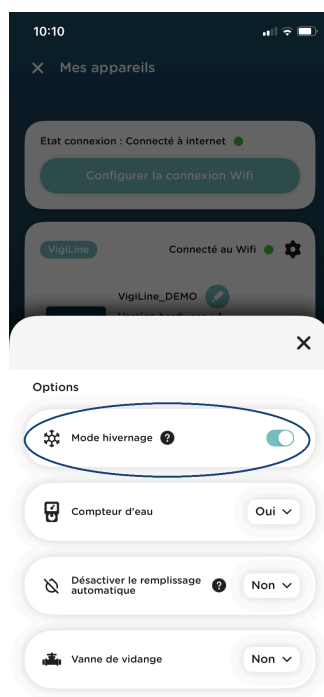 10:10
Mes appareils
État connexion : Connecté à internet
Configurer la connexion Wifi
VigiLine
Connecté au Wifi
VigiLine_DEMO
Options
Mode hivernage ?
Compteur d'eau
Oui
Désactiver le remplissage
automatique ?
Non
Vanne de vidange
Non